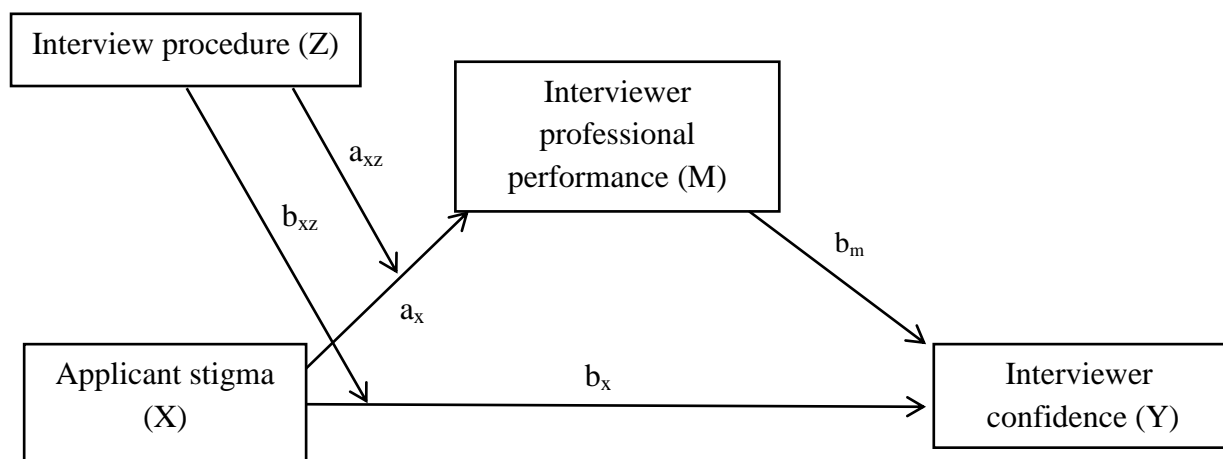 Interview procedure (Z)
Interviewer
professional
performance (M)
a_xz
b_xz
b_m
a_x
Applicant stigma
(X)
b_x
Interviewer
confidence (Y)